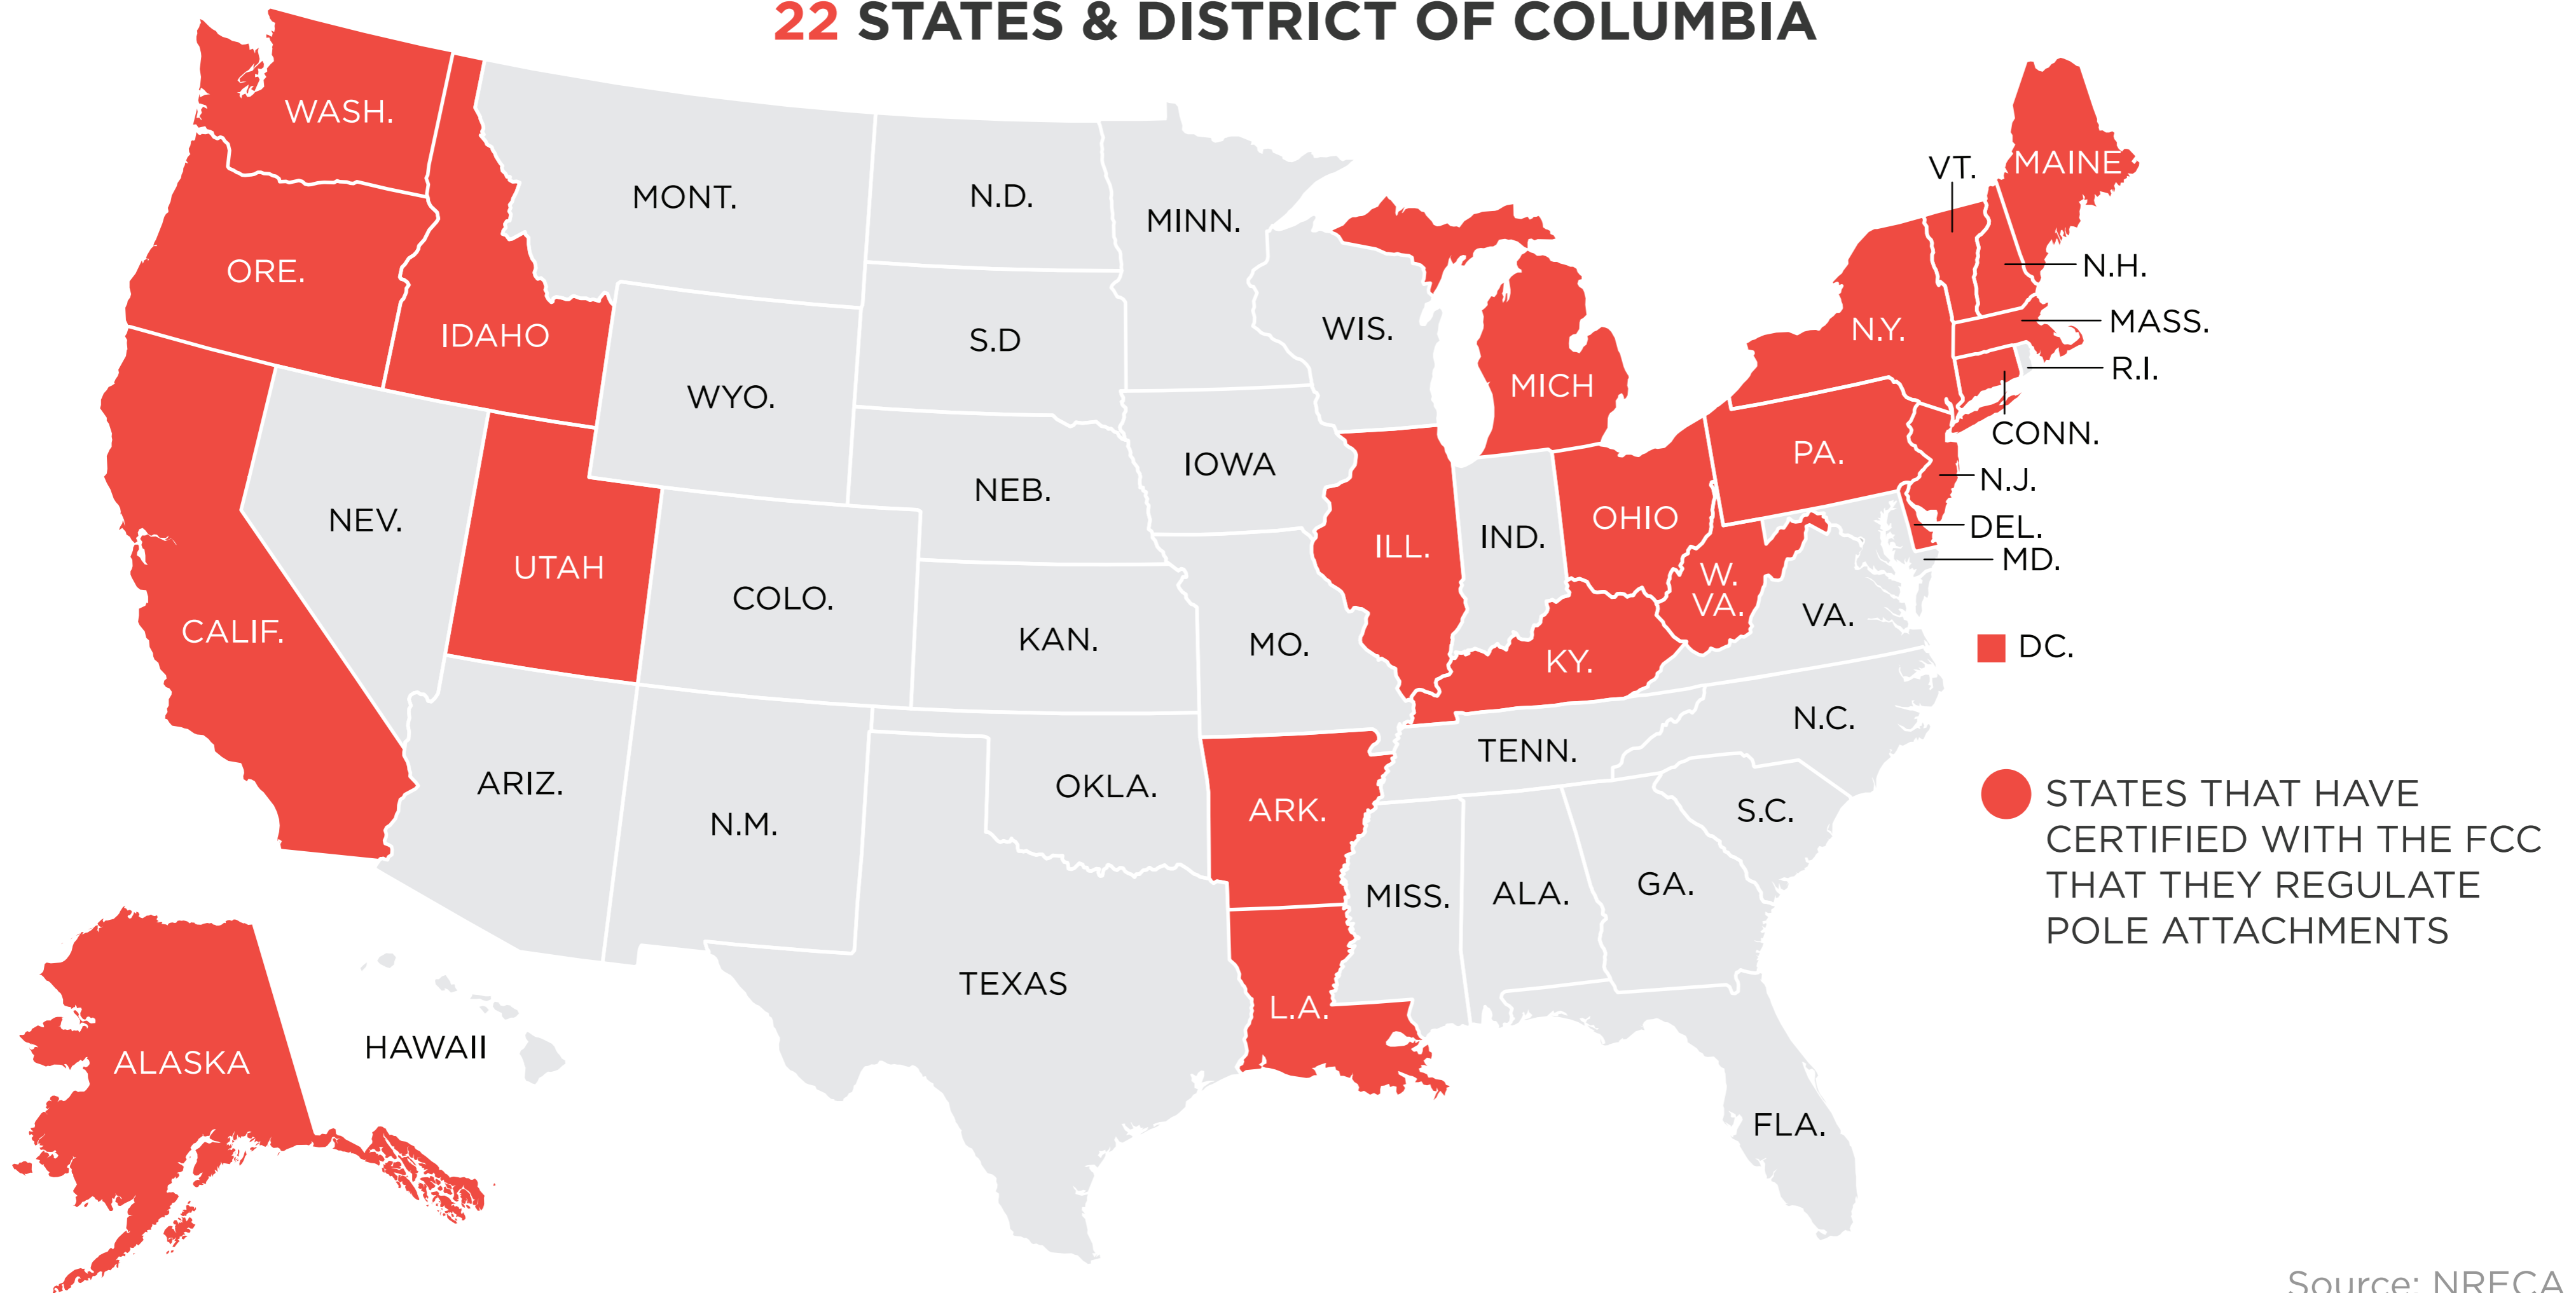 22 STATES & DISTRICT OF COLUMBIA
WASH.
MONT.
N.D.
MINN.
VT.
MAINE
ORE.
IDAHO
S.D
WIS.
N.Y.
N.H.
MASS.
R.I.
WYO.
MICH
CONN.
NEV.
NEB.
IOWA
PA.
N.J.
UTAH
COLO.
ILL.
IND.
OHIO
DEL.
MD.
CALIF.
KAN.
MO.
KY.
W.
VA.
VA.
DC.
ARIZ.
N.M.
OKLA.
ARK.
TENN.
N.C.
S.C.
STATES THAT HAVE
CERTIFIED WITH THE FCC
THAT THEY REGULATE
POLE ATTACHMENTS
MISS.
ALA.
GA.
TEXAS
L.A.
ALASKA
HAWAII
FLA.
Source: NRECA